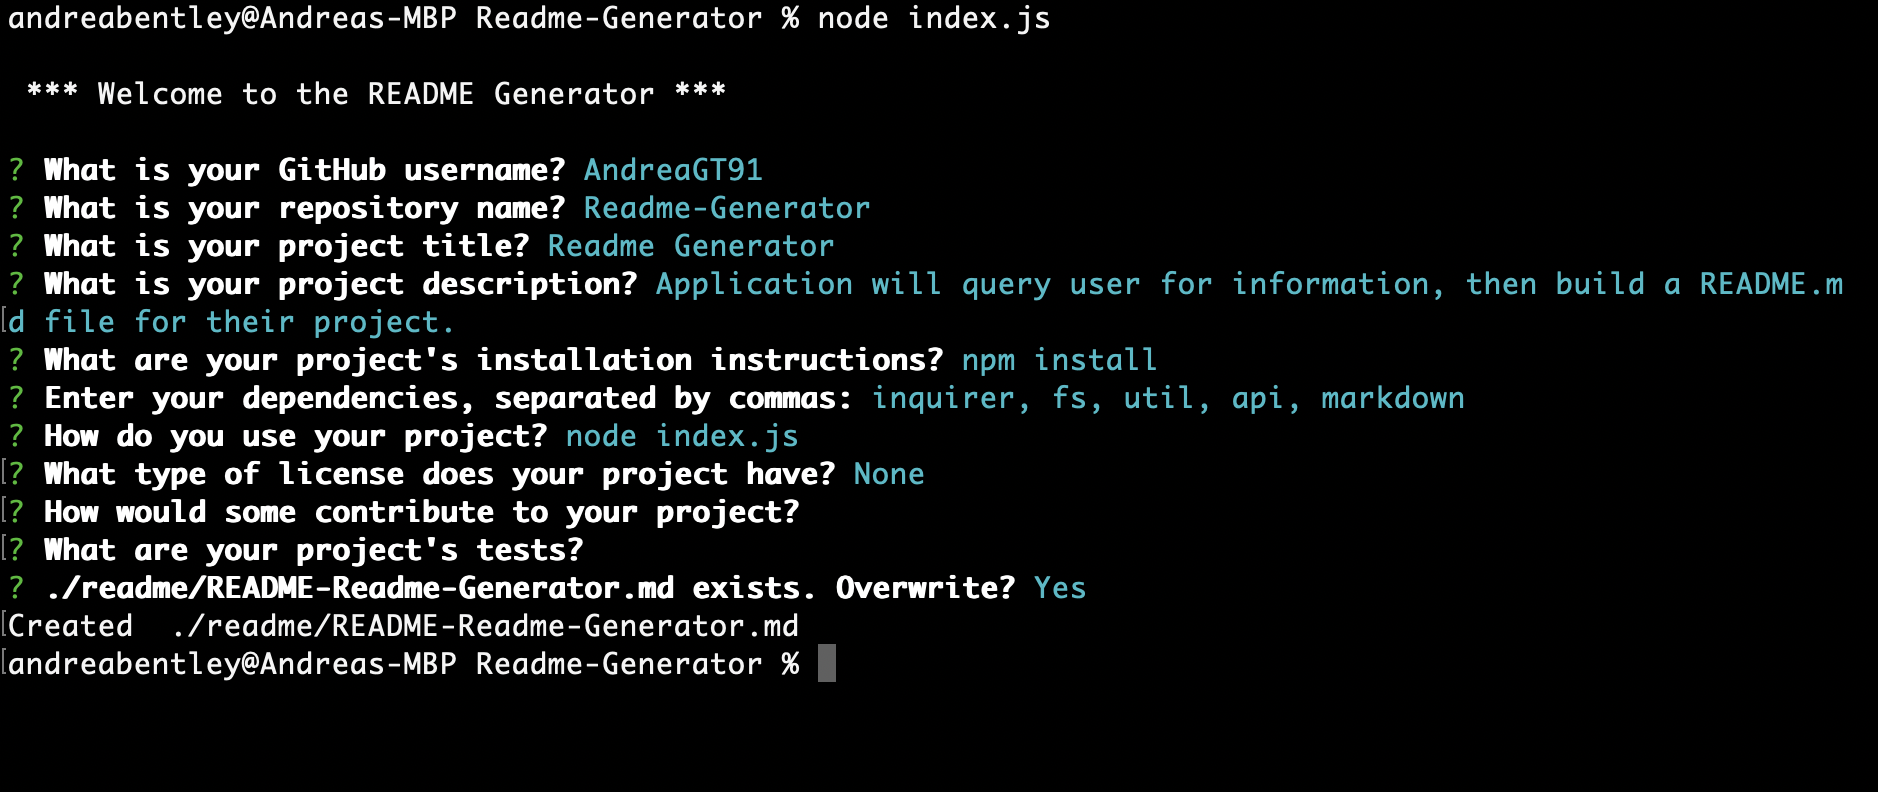 andreabentley@Andreas-MBP Readme-Generator % node index.js
*** Welcome to the README Generator ***
? What is your GitHub username? AndreaGT91
? What is your repository name? Readme-Generator
? What is your project title? Readme Generator
? What is your project description? Application will query user for information, then build a README.m
[d file for their project.
? What are your project's installation instructions? npm install
? Enter your dependencies, separated by commas: inquirer, fs, util, api, markdown
? How do you use your project? node index.js
[? What type of license does your project have? None
[? How would some contribute to your project?
[? What are your project's tests?
? ./readme/README-Readme-Generator.md exists. Overwrite? Yes
[Created  ./readme/README-Readme-Generator.md
[andreabentley@Andreas-MBP Readme-Generator %